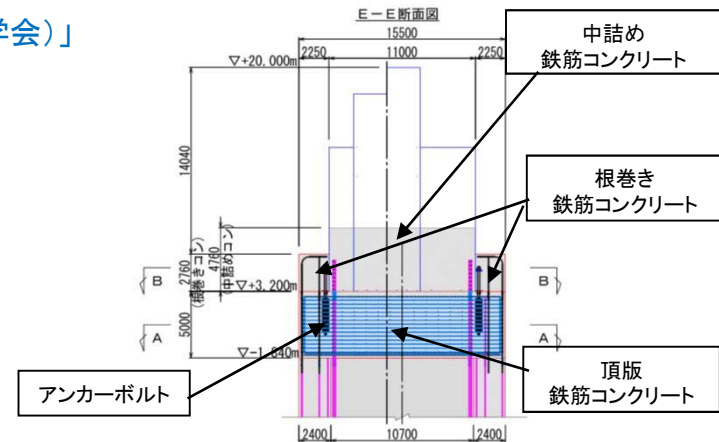 学会）」
E－E断面図
15500
2250
11000
2250
▽+20.000m
中詰め
鉄筋コンクリート
14040
根巻き
鉄筋コンクリート
4760
(中詰めコン)
2760
(根巻きコン)
B
B
▽+3.200m
5000
A
A
▽-1.840m
アンカーボルト
頂版
鉄筋コンクリート
2400
10700
2400